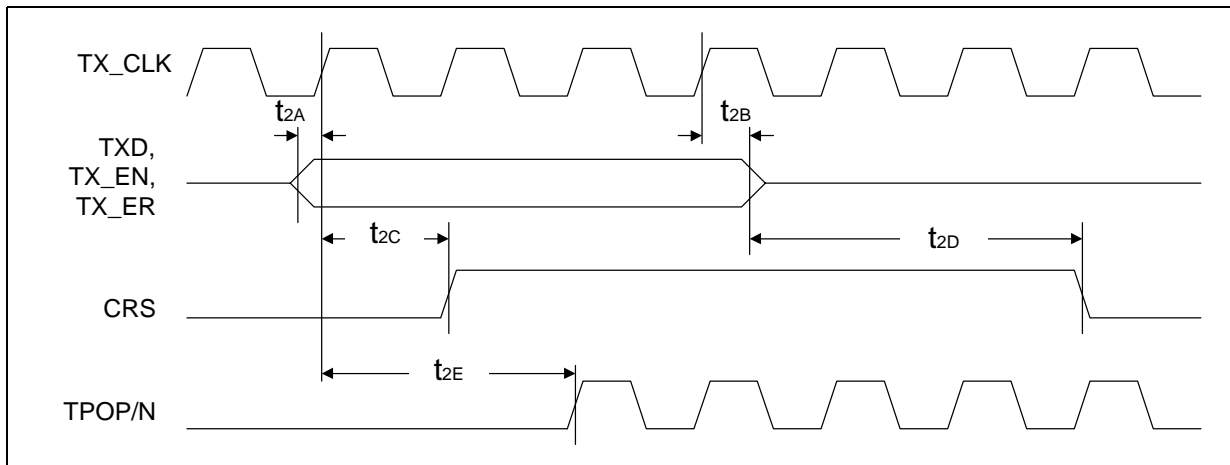 TX_CLK
t2A
t2B
TXD,
TX_EN,
TX_ER
t2C
t2D
CRS
t2E
TPOP/N